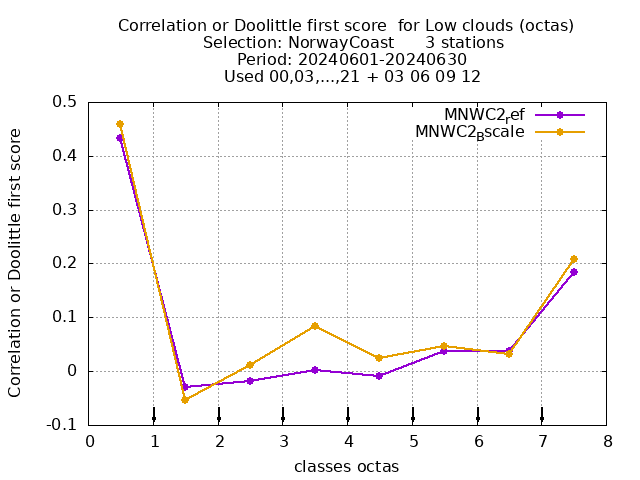 Correlation or Doolittle first score  for Low clouds (octas)
Selection: NorwayCoast      3 stations
Period: 20240601-20240630
Used 00,03,...,21 + 03 06 09 12
MNWC2_ref
MNWC2_Bscale
Correlation or Doolittle first score
0.5
0.4
0.3
0.2
0.1
0
-0.1
0 1 2 3 4 5 6 7 8
classes octas